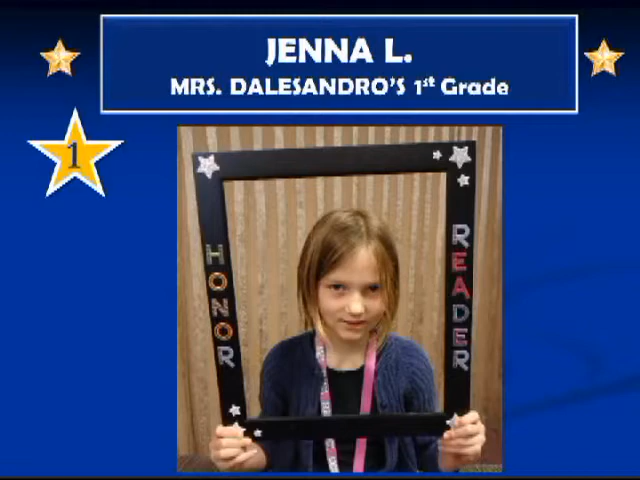 JENNA L.
MRS. DALESANDRO'S 1st Grade
1
HONOR
READER